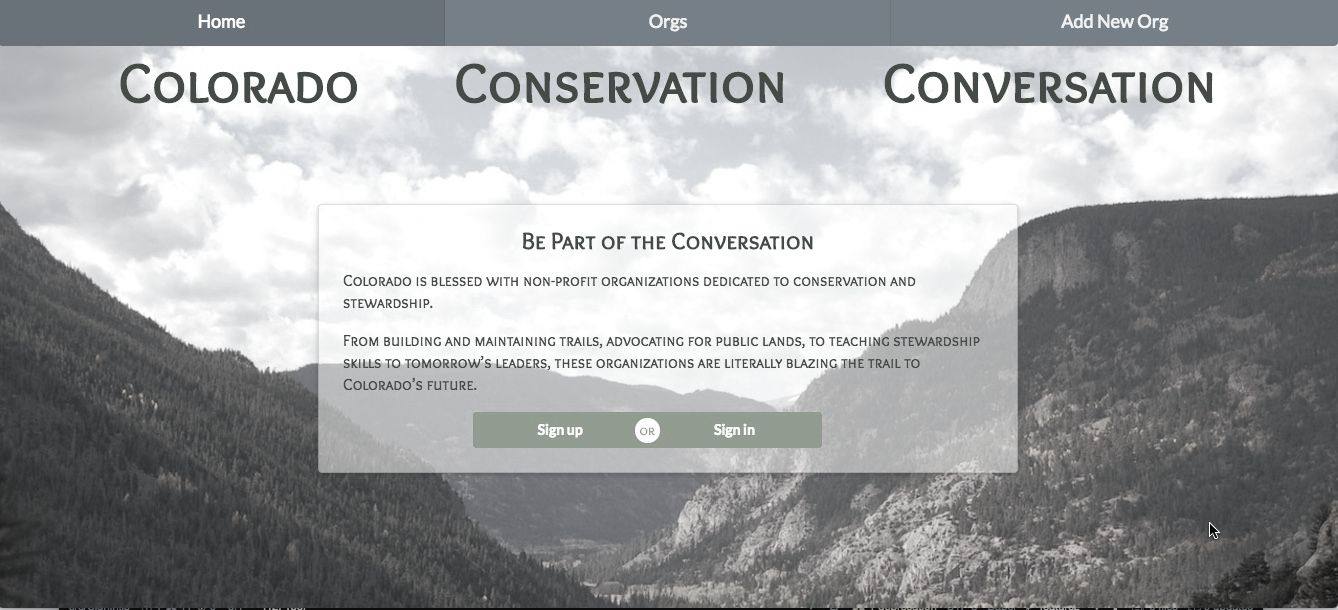 Home Orgs Add New Org
Colorado Conservation Conversation
Be Part of the Conversation
Colorado is blessed with non-profit organizations dedicated to conservation and
stewardship.
From building and maintaining trails, advocating for public lands, to teaching stewardship
skills to tomorrow's leaders, these organizations are literally blazing the trail to
Colorado's future.
Sign up OR Sign in